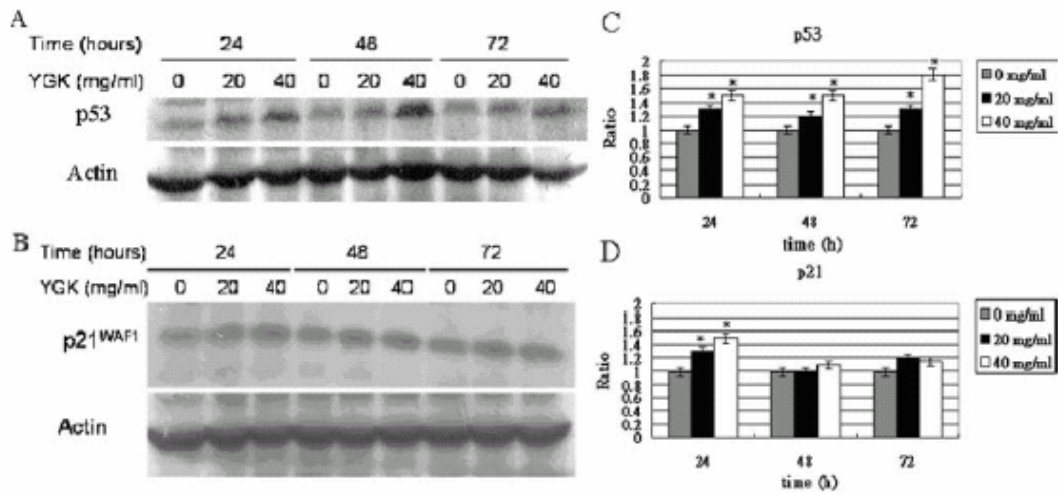 A
Time (hours) 24 48 72
YGK (mg/ml) 0 20 40 0 20 40 0 20 40
p53
Actin
B
Time (hours) 24 48 72
YGK (mg/ml) 0 20 40 0 20 40 0 20 40
p21WAF1
Actin
C
p53
2
1.8
1.6
1.4
1.2
1
0.8
0.6
0.4
0.2
0
Ratio
* * * * * *
24 48 72
time (h)
0 mg/ml
20 mg/ml
40 mg/ml
D
p21
2
1.8
1.6
1.4
1.2
1
0.8
0.6
0.4
0.2
0
Ratio
* *
24 48 72
time (h)
0 mg/ml
20 mg/ml
40 mg/ml